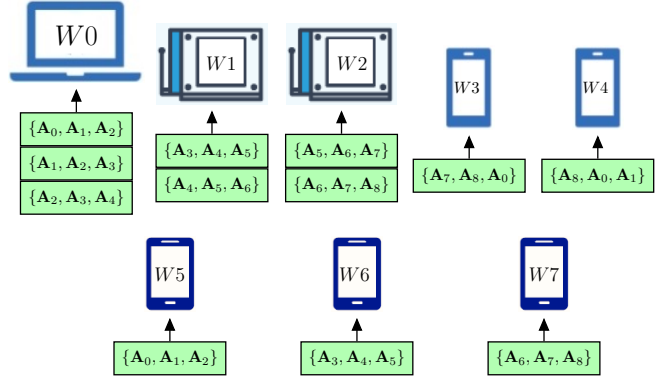 W0
W1
W2
W3
W4
{A₀, A₁, A₂}
{A₁, A₂, A₃}
{A₂, A₃, A₄}
{A₃, A₄, A₅}
{A₄, A₅, A₆}
{A₅, A₆, A₇}
{A₆, A₇, A₈}
{A₇, A₈, A₀}
{A₈, A₀, A₁}
W5
W6
W7
{A₀, A₁, A₂}
{A₃, A₄, A₅}
{A₆, A₇, A₈}